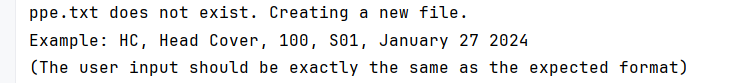 ppe.txt does not exist. Creating a new file.
Example: HC, Head Cover, 100, S01, January 27 2024
(The user input should be exactly the same as the expected format)